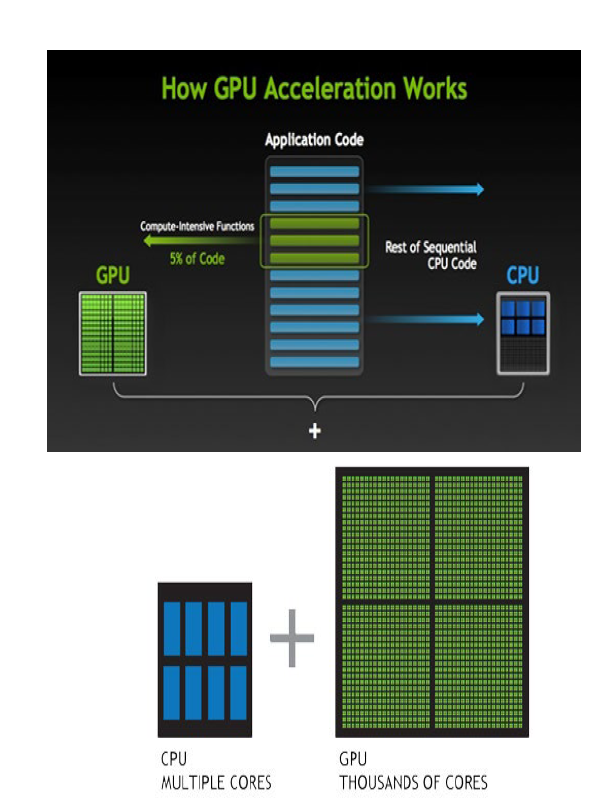 How GPU Acceleration Works
Application Code
Compute-Intensive Functions
5% of Code
Rest of Sequential
CPU Code
GPU
CPU
+
CPU
MULTIPLE CORES
+
GPU
THOUSANDS OF CORES